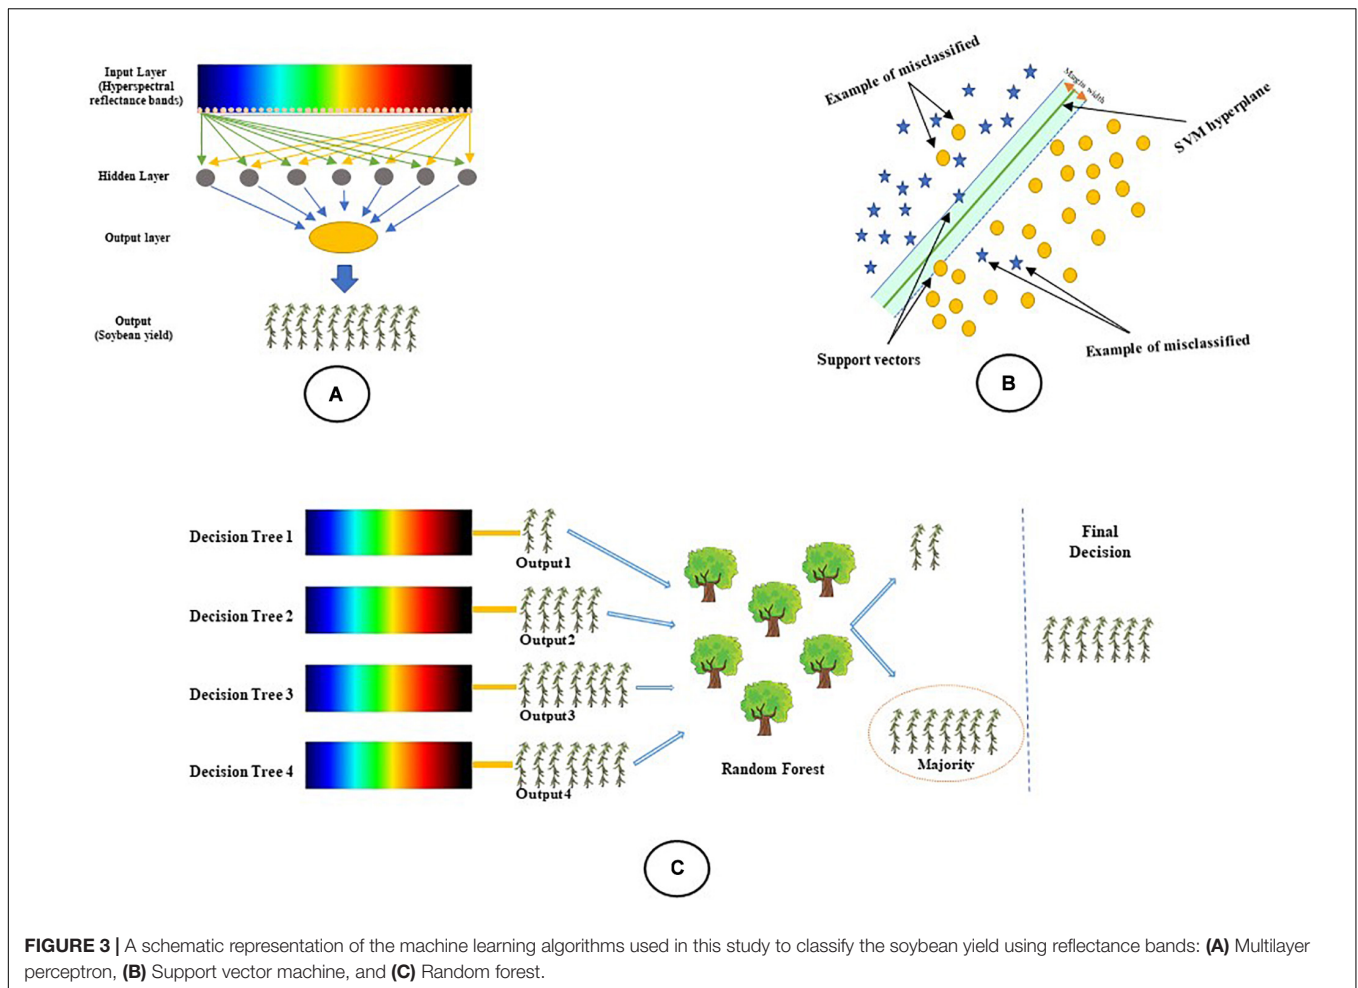 Input Layer
(Hyperspectral
reflectance bands)
Hidden Layer
Output layer
Output
(Soybean yield)
A
Example of misclassified
Margin width
SVM hyperplane
Support vectors
Example of misclassified
B
Decision Tree 1
Output1
Decision Tree 2
Output2
Decision Tree 3
Output3
Decision Tree 4
Output4
Random Forest
Majority
Final
Decision
C
FIGURE 3 | A schematic representation of the machine learning algorithms used in this study to classify the soybean yield using reflectance bands: (A) Multilayer
perceptron, (B) Support vector machine, and (C) Random forest.